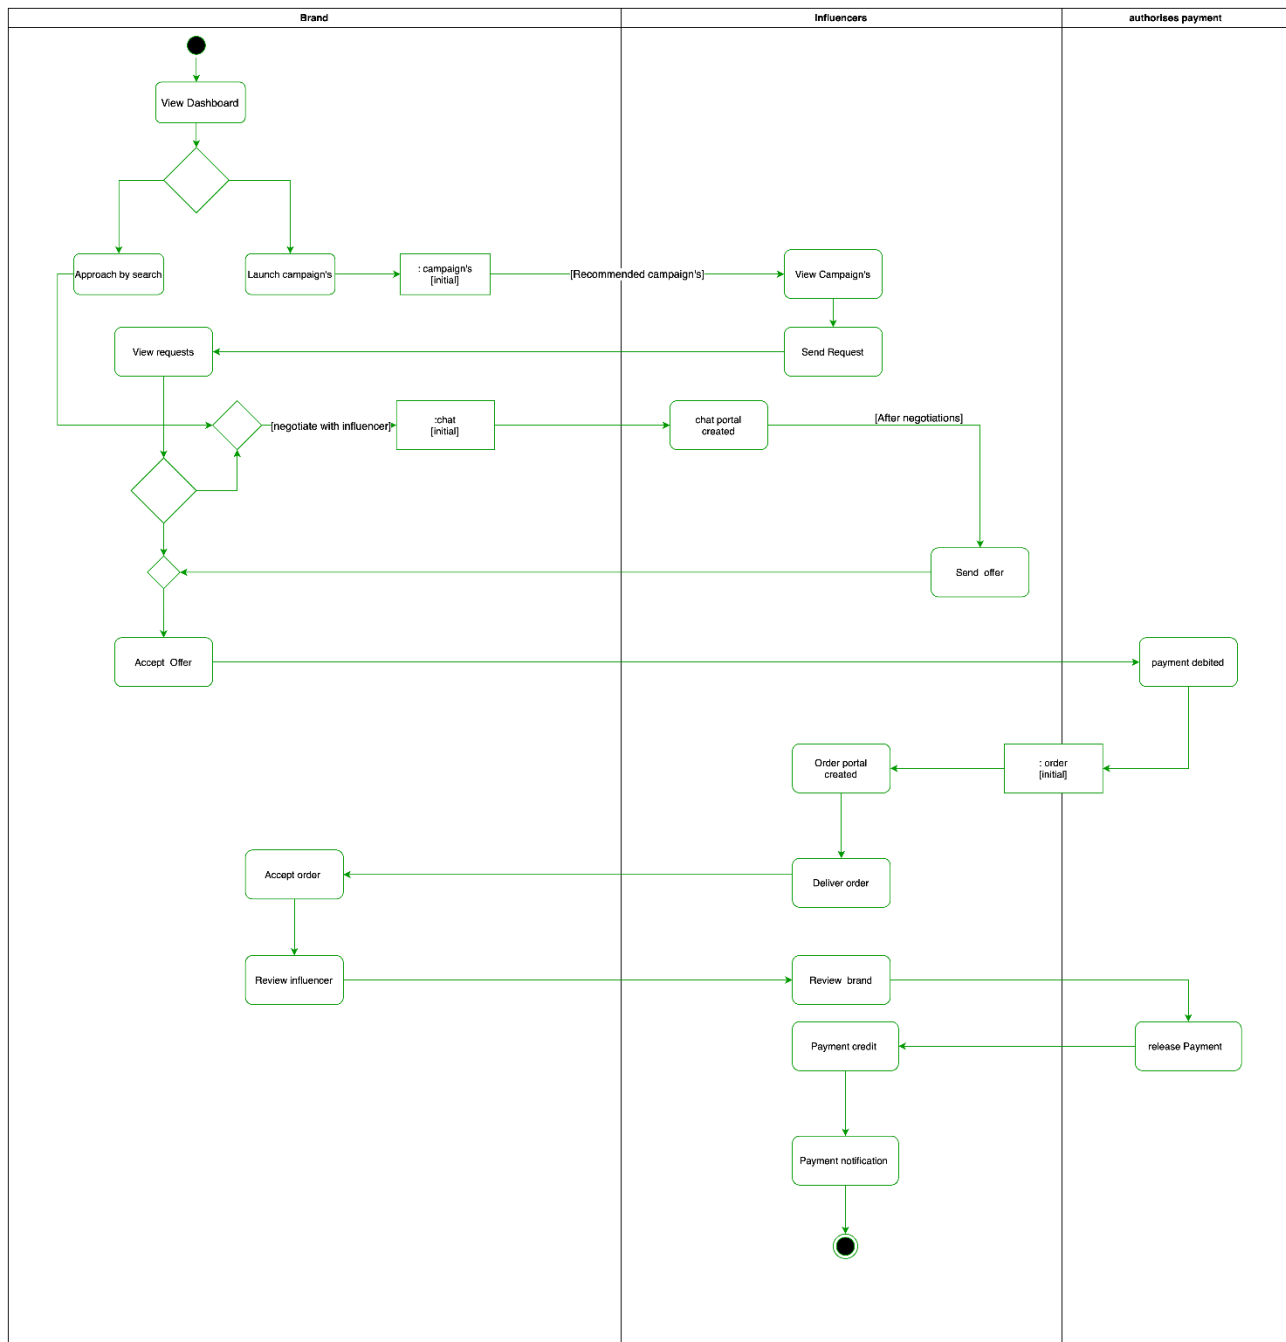 Brand
Influencers
authorises payment
View Dashboard
Approach by search
Launch campaign's
: campaign's
[initial]
[Recommended campaign's]
View Campaign's
View requests
Send Request
[negotiate with influencer]
:chat
[initial]
chat portal
created
[After negotiations]
Send offer
Accept Offer
payment debited
Order portal
created
: order
[initial]
Accept order
Deliver order
Review influencer
Review brand
Payment credit
release Payment
Payment notification